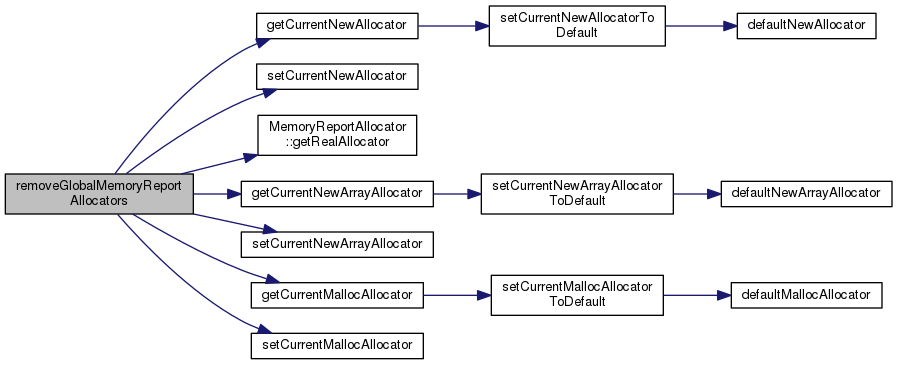 removeGlobalMemoryReport
Allocators
getCurrentNewAllocator
setCurrentNewAllocatorTo
Default
defaultNewAllocator
setCurrentNewAllocator
MemoryReportAllocator
::getRealAllocator
getCurrentNewArrayAllocator
setCurrentNewArrayAllocator
ToDefault
defaultNewArrayAllocator
setCurrentNewArrayAllocator
getCurrentMallocAllocator
setCurrentMallocAllocator
ToDefault
defaultMallocAllocator
setCurrentMallocAllocator